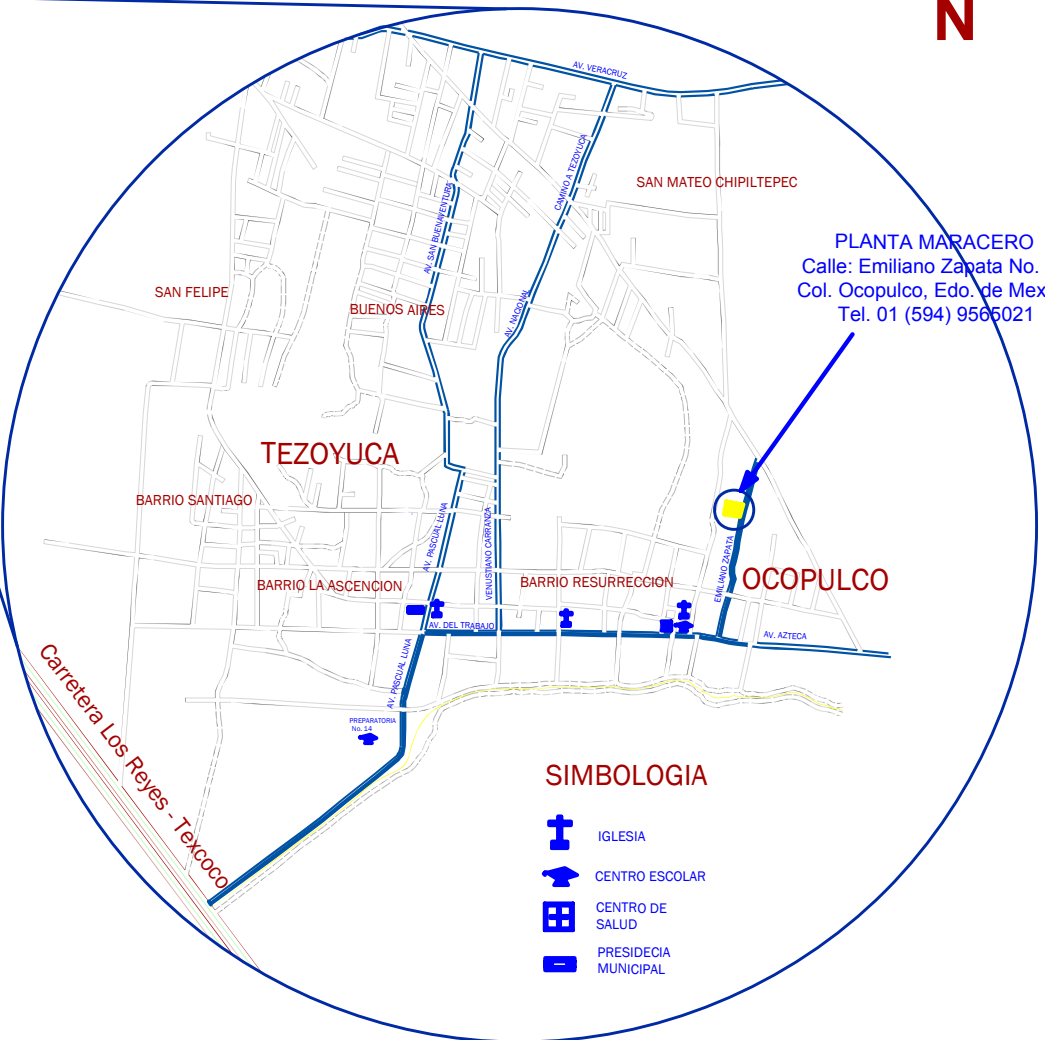 N
AV. VERACRUZ
CAMINO A TEZOYUCA
SAN MATEO CHIPILTEPEC
AV. SAN BUENAVENTURA
PLANTA MARACERO
Calle: Emiliano Zapata No.
Col. Ocopulco, Edo. de Mex
Tel. 01 (594) 9565021
SAN FELIPE
BUENOS AIRES
AV. NACIONAL
TEZOYUCA
BARRIO SANTIAGO
AV. PASCUAL LUNA
VENUSTIANO CARRANZA
EMILIANO ZAPATA
BARRIO LA ASCENCION
BARRIO RESURRECCION
OCOPULCO
AV. DEL TRABAJO
AV. AZTECA
AV. PASCUAL LUNA
PREPARATORIA
No. 14
Carretera Los Reyes - Texcoco
SIMBOLOGIA
IGLESIA
CENTRO ESCOLAR
CENTRO DE
SALUD
PRESIDECIA
MUNICIPAL